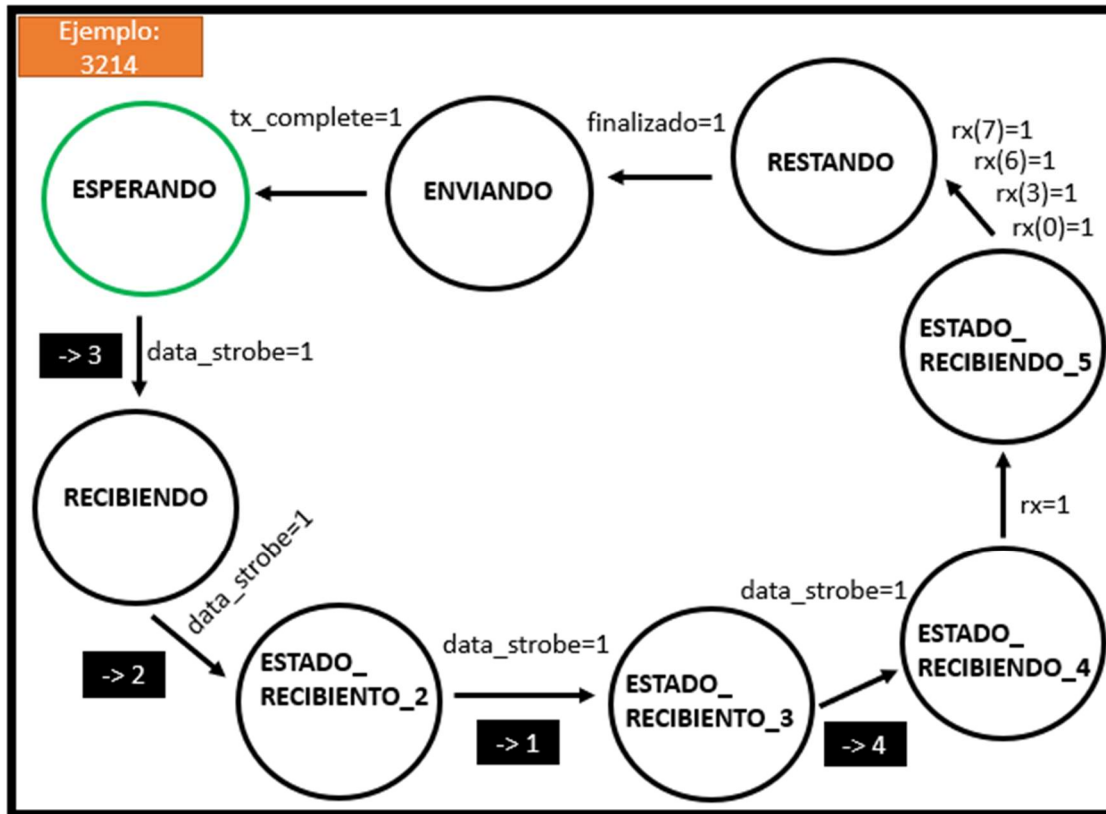 Ejemplo:
3214
ESPERANDO
tx_complete=1
ENVIANDO
finalizado=1
RESTANDO
rx(7)=1
rx(6)=1
rx(3)=1
rx(0)=1
ESTADO_
RECIBIENDO_5
-> 3
data_strobe=1
RECIBIENDO
data_strobe=1
-> 2
ESTADO_
RECIBIENTO_2
data_strobe=1
-> 1
ESTADO_
RECIBIENTO_3
data_strobe=1
-> 4
ESTADO_
RECIBIENDO_4
rx=1